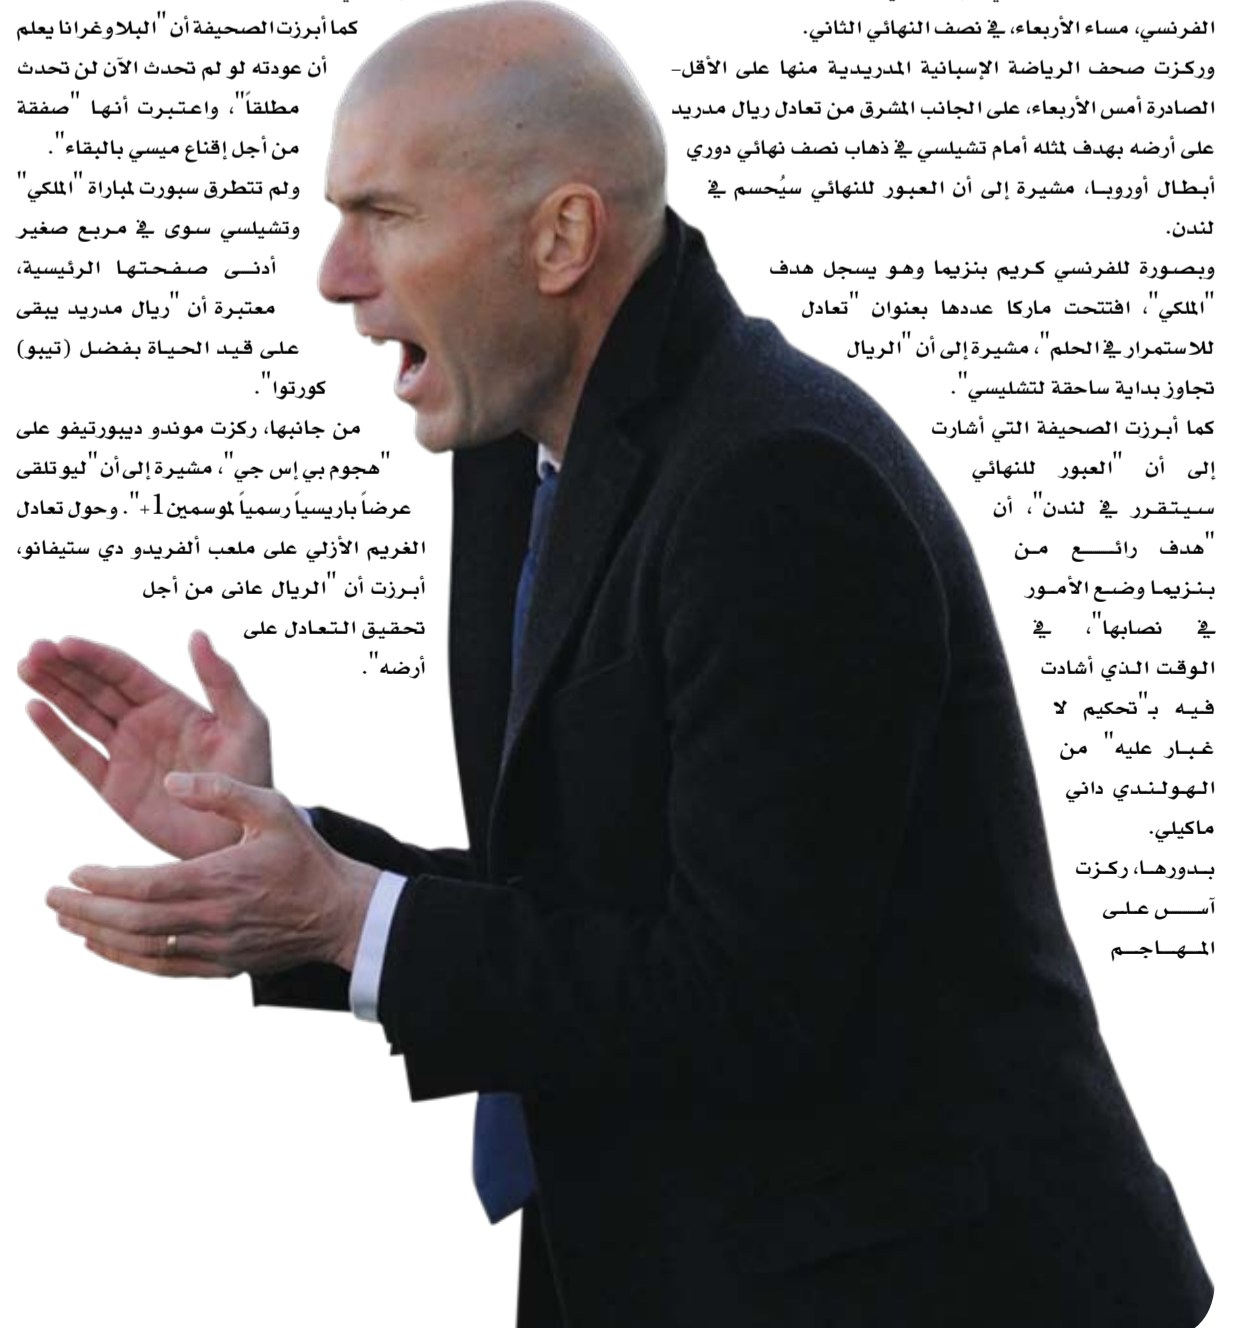 الفرنسي، مساء الأربعاء، في نصف النهائي الثاني.
وركزت صحف الرياضة الإسبانية المدريدية منها على الأقل-
الصادرة أمس الأربعاء، على الجانب المشرق من تعادل ريال مدريد
على أرضه بهدف لمثله أمام تشيلسي في ذهاب نصف نهائي دوري
أبطال أوروبا، مشيرة إلى أن العبور للنهائي سيُحسم في
لندن.
وبصورة للفرنسي كريم بنزيما وهو يسجل هدف
"الملكي"، افتتحت ماركا عددها بعنوان "تعادل
للاستمرار في الحلم"، مشيرة إلى أن "الريال
تجاوز بداية ساحقة لتشليسي".
كما أبرزت الصحيفة التي أشارت
إلى أن "العبور للنهائي
سيتقرر في لندن"، أن
"هدف رائع من
بنزيما وضع الأمور
في نصابها"، في
الوقت الذي أشادت
فيه بـ"تحكيم لا
غبار عليه" من
الهولندي داني
ماكيلي.
بدورها، ركزت
آس على
المهاجم
كما أبرزت الصحيفة أن "البلاوغرانا يعلم
أن عودته لو لم تحدث الآن لن تحدث
مطلقاً"، واعتبرت أنها "صفقة
من أجل إقناع ميسي بالبقاء".
ولم تتطرق سبورت لمباراة "الملكي"
وتشيلسي سوى في مربع صغير
أدنى صفحتها الرئيسية،
معتبرة أن "ريال مدريد يبقى
على قيد الحياة بفضل (تيبو)
كورتوا".
من جانبها، ركزت موندو ديبورتيفو على
"هجوم بي إس جي"، مشيرة إلى أن "ليو تلقى
عرضاً باريسياً رسمياً لموسمين 1+". وحول تعادل
الغريم الأزلي على ملعب ألفريدو دي ستيفانو،
أبرزت أن "الريال عانى من أجل
تحقيق التعادل على
أرضه".